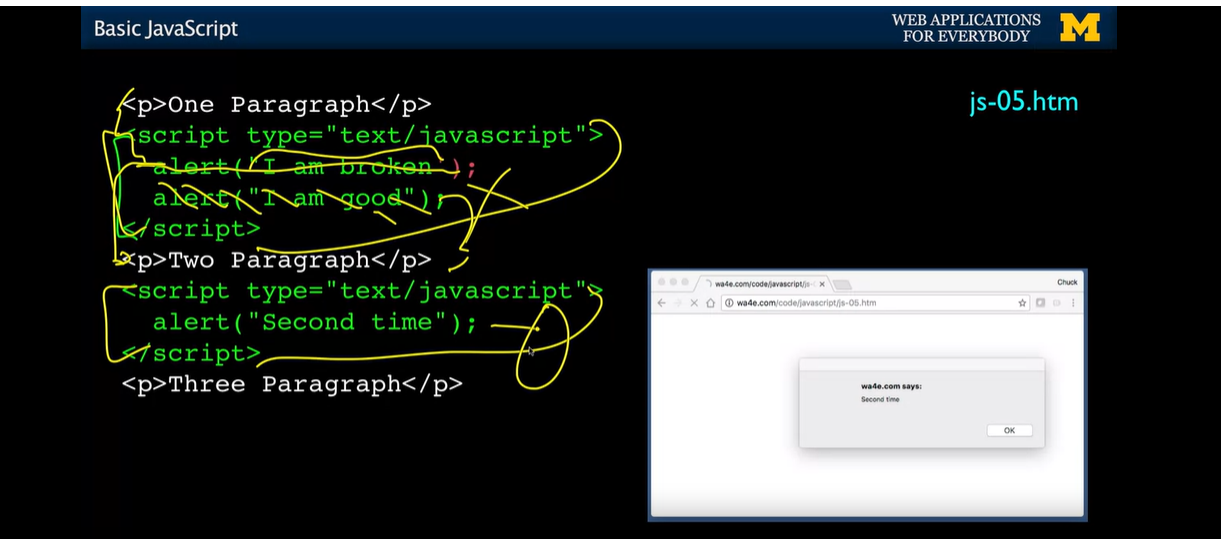 Basic JavaScript
WEB APPLICATIONS
FOR EVERYBODY
M
js-05.htm
<p>One Paragraph</p>
<script type="text/javascript">
alert("I am broken');
alert("I am good");
</script>
<p>Two Paragraph</p>
<script type="text/javascript">
alert("Second time");
</script>
<p>Three Paragraph</p>
wa4e.com/code/javascript/js-
Chuck
wa4e.com/code/javascript/js-05.htm
wa4e.com says:
Second time
OK